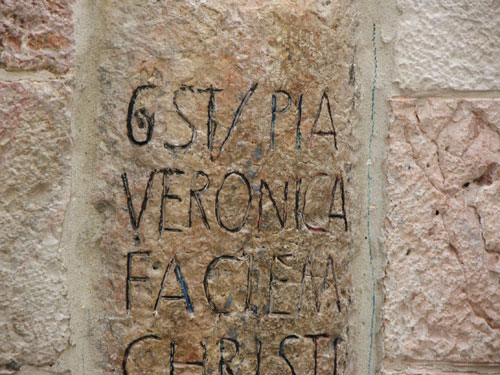 6 ST/ PIA
VERONICA
FACIEM
CHRISTI